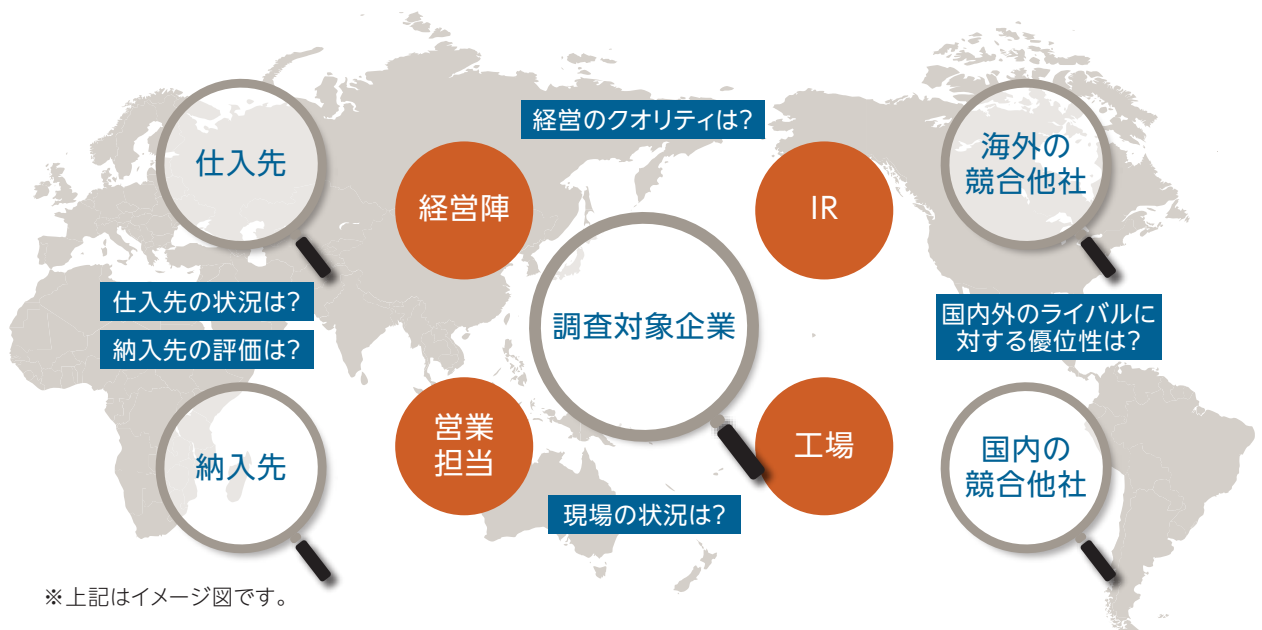 経営のクオリティは?
仕入先
経営陣
IR
海外の
競合他社
仕入先の状況は?
納入先の評価は?
調査対象企業
国内外のライバルに
対する優位性は?
納入先
営業
担当
工場
国内の
競合他社
現場の状況は?
※上記はイメージ図です。